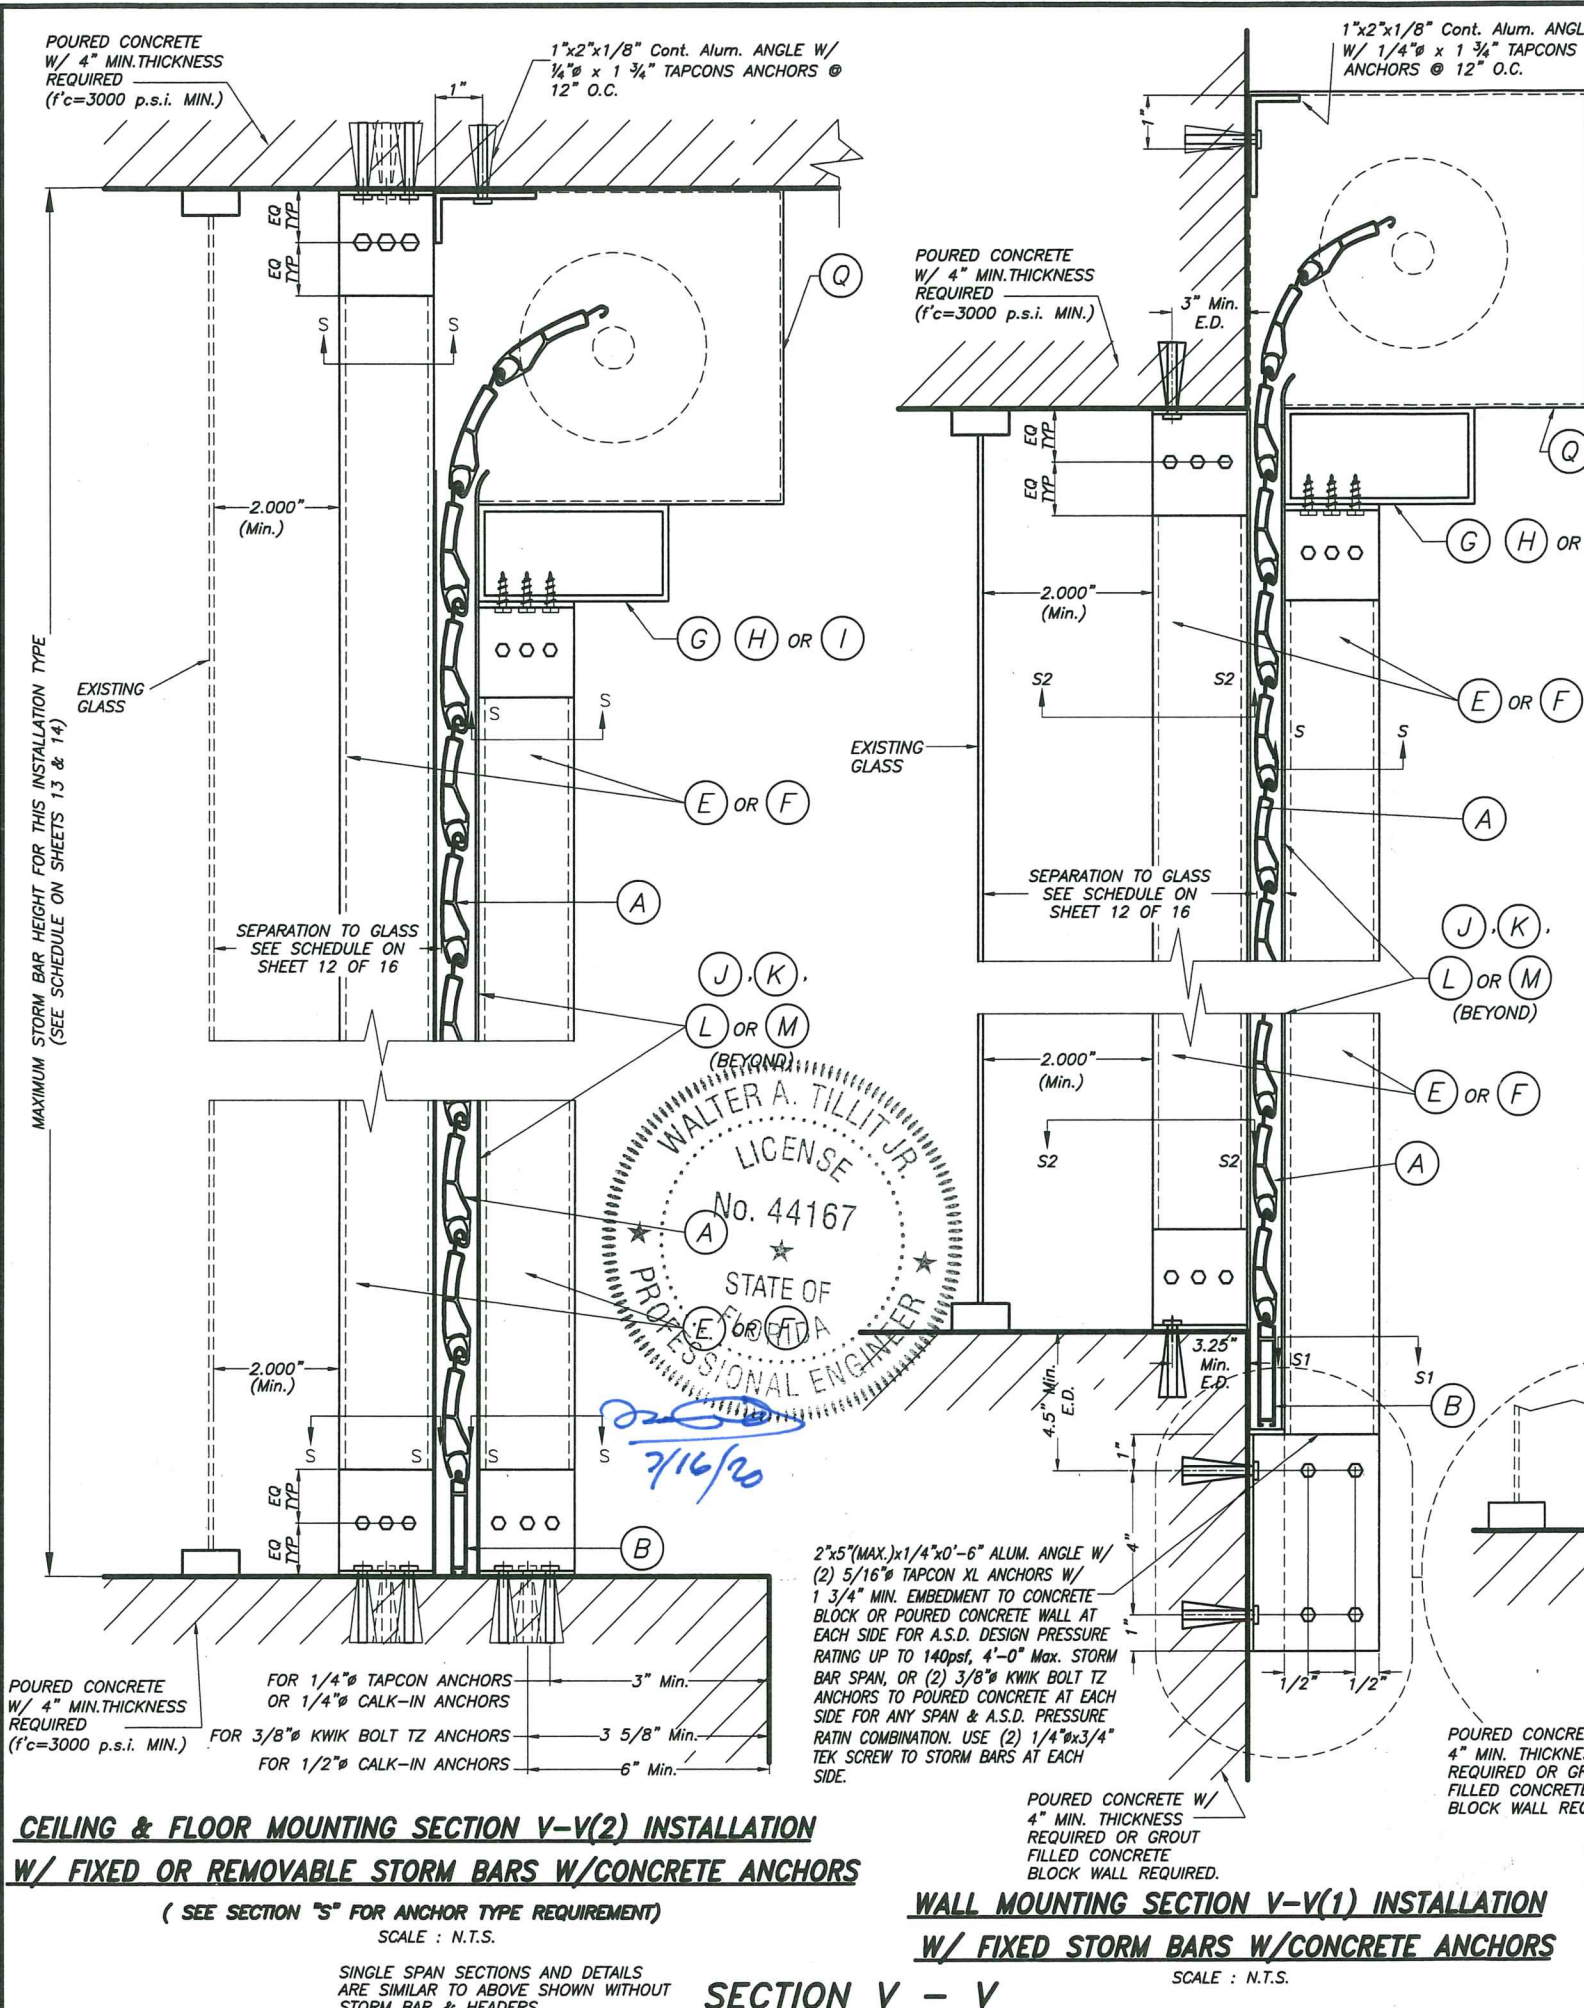 POURED CONCRETE
W/ 4" MIN.THICKNESS
REQUIRED
(f'c=3000 p.s.i. MIN.)
1"x2"x1/8" Cont. Alum. ANGLE W/
¼"ø x 1 ¾" TAPCONS ANCHORS @
12" O.C.
1"
EQ
TYP
EQ
TYP
S
S
Q
2.000"
(Min.)
G H OR I
MAXIMUM STORM BAR HEIGHT FOR THIS INSTALLATION TYPE
(SEE SCHEDULE ON SHEETS 13 & 14)
EXISTING
GLASS
S
S
E OR F
A
SEPARATION TO GLASS
SEE SCHEDULE ON
SHEET 12 OF 16
J , K ,
L OR M
(BEYOND)
A
E OR F
2.000"
(Min.)
S
S
S
S
EQ
TYP
EQ
TYP
B
POURED CONCRETE
W/ 4" MIN.THICKNESS
REQUIRED
(f'c=3000 p.s.i. MIN.)
FOR 1/4"ø TAPCON ANCHORS
OR 1/4"ø CALK-IN ANCHORS
3" Min.
FOR 3/8"ø KWIK BOLT TZ ANCHORS
3 5/8" Min.
FOR 1/2"ø CALK-IN ANCHORS
6" Min.
CEILING & FLOOR MOUNTING SECTION V-V(2) INSTALLATION
W/ FIXED OR REMOVABLE STORM BARS W/CONCRETE ANCHORS
( SEE SECTION "S" FOR ANCHOR TYPE REQUIREMENT)
SCALE : N.T.S.
SINGLE SPAN SECTIONS AND DETAILS
ARE SIMILAR TO ABOVE SHOWN WITHOUT
STORM BAR & HEADERS
WALTER A. TILLIT JR.
LICENSE
No. 44167
STATE OF
FLORIDA
PROFESSIONAL ENGINEER
7/16/20
1"x2"x1/8" Cont. Alum. ANGL
W/ 1/4"ø x 1 ¾" TAPCONS
ANCHORS @ 12" O.C.
1"
POURED CONCRETE
W/ 4" MIN.THICKNESS
REQUIRED
(f'c=3000 p.s.i. MIN.)
3" Min.
E.D.
EQ
TYP
EQ
TYP
Q
G H OR
2.000"
(Min.)
S2
S2
E OR F
EXISTING
GLASS
S
S
A
SEPARATION TO GLASS
SEE SCHEDULE ON
SHEET 12 OF 16
J , K ,
L OR M
(BEYOND)
2.000"
(Min.)
E OR F
S2
S2
A
3.25"
Min.
E.D.
S1
S1
4.5" Min.
E.D.
B
1"
4"
1"
1/2"
1/2"
2"x5"(MAX.)x1/4"x0'-6" ALUM. ANGLE W/
(2) 5/16"ø TAPCON XL ANCHORS W/
1 3/4" MIN. EMBEDMENT TO CONCRETE
BLOCK OR POURED CONCRETE WALL AT
EACH SIDE FOR A.S.D. DESIGN PRESSURE
RATING UP TO 140psf, 4'-0" Max. STORM
BAR SPAN, OR (2) 3/8"ø KWIK BOLT TZ
ANCHORS TO POURED CONCRETE AT EACH
SIDE FOR ANY SPAN & A.S.D. PRESSURE
RATIN COMBINATION. USE (2) 1/4"øx3/4"
TEK SCREW TO STORM BARS AT EACH
SIDE.
POURED CONCRETE W/
4" MIN. THICKNESS
REQUIRED OR GROUT
FILLED CONCRETE
BLOCK WALL REQUIRED.
POURED CONCRE
4" MIN. THICKNE
REQUIRED OR GR
FILLED CONCRETE
BLOCK WALL REQ
WALL MOUNTING SECTION V-V(1) INSTALLATION
W/ FIXED STORM BARS W/CONCRETE ANCHORS
SCALE : N.T.S.
SECTION V - V